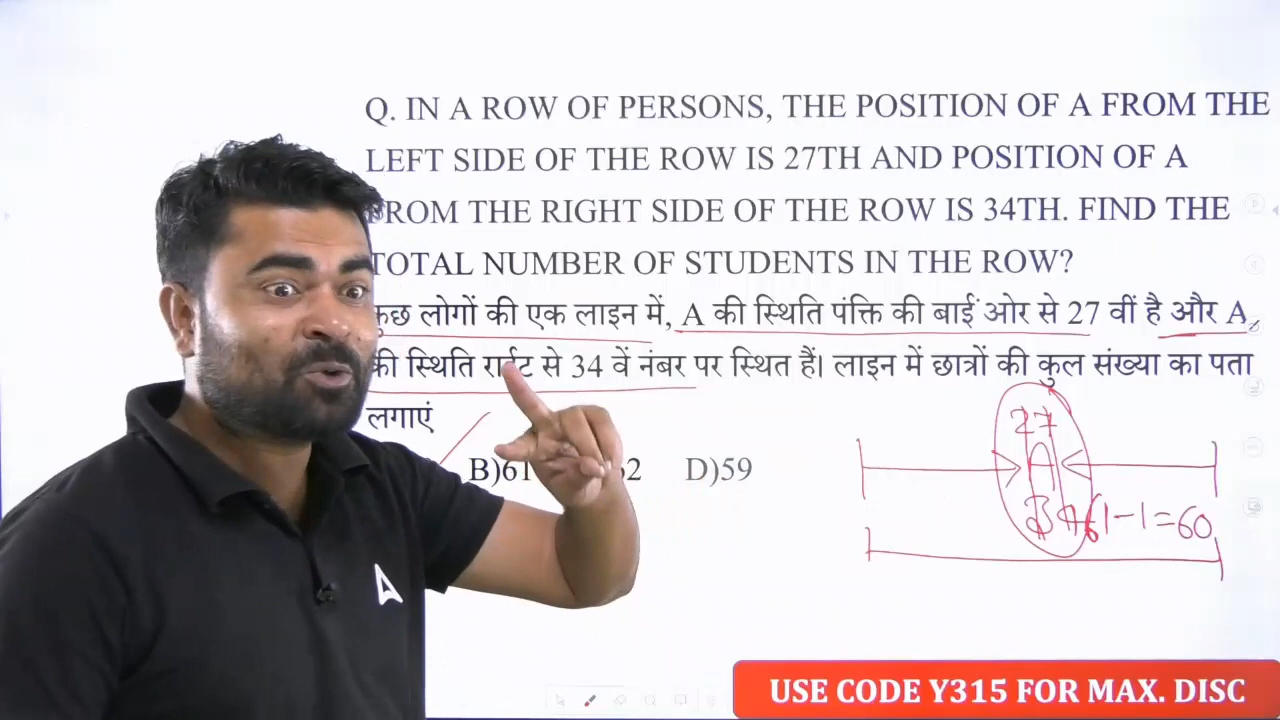 Q. IN A ROW OF PERSONS, THE POSITION OF A FROM THE
LEFT SIDE OF THE ROW IS 27TH AND POSITION OF A
FROM THE RIGHT SIDE OF THE ROW IS 34TH. FIND THE
TOTAL NUMBER OF STUDENTS IN THE ROW?
कुछ लोगों की एक लाइन में, A की स्थिति पंक्ति की बाईं ओर से 27 वीं है और A
की स्थिति राईट से 34 वें नंबर पर स्थित हैं। लाइन में छात्रों की कुल संख्या का पता
लगाएं
B)61 62 D)59
27
A
34 61-1=60
A
USE CODE Y315 FOR MAX. DISC